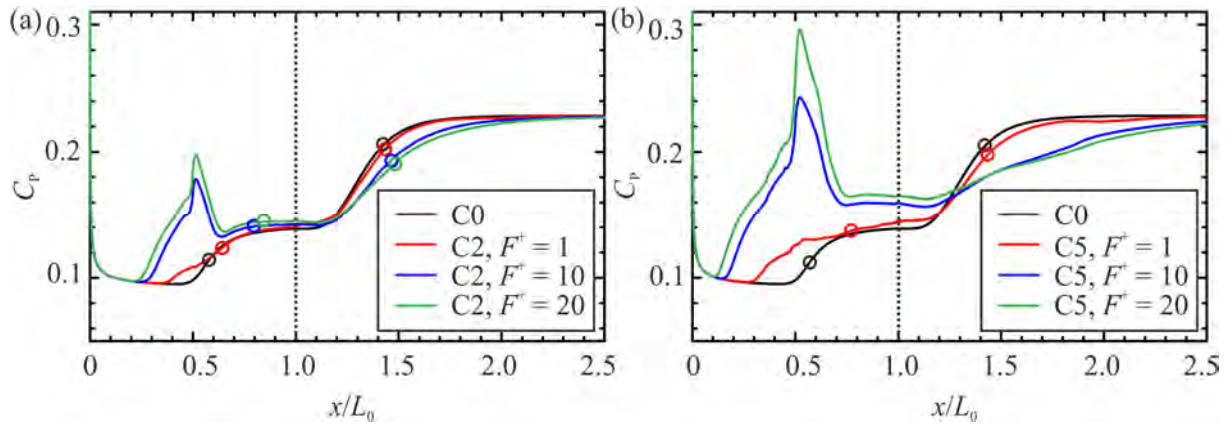 (a)
0.3
0.2
0.1
C_p
0 0.5 1.0 1.5 2.0 2.5
x/L_0
C0
C2, F^+ = 1
C2, F^+ = 10
C2, F^+ = 20
(b)
0.3
0.2
0.1
C_p
0 0.5 1.0 1.5 2.0 2.5
x/L_0
C0
C5, F^+ = 1
C5, F^+ = 10
C5, F^+ = 20